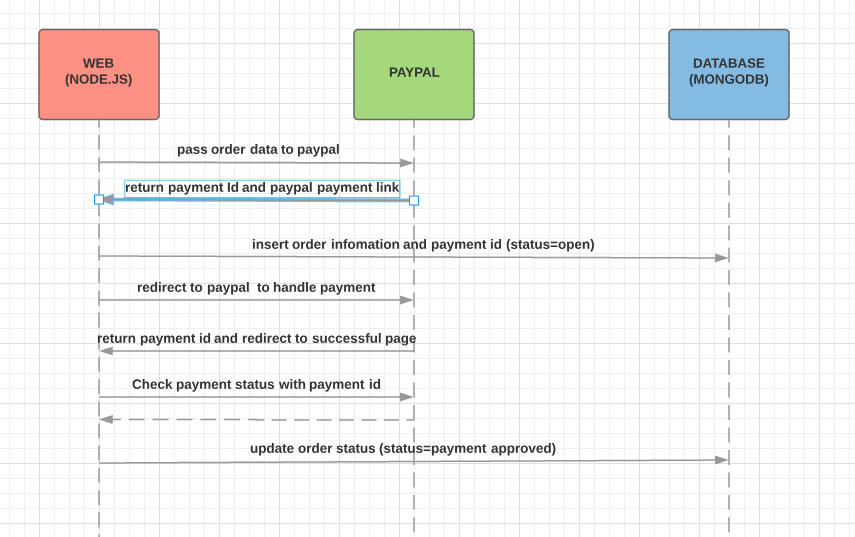 WEB
(NODE.JS)
PAYPAL
DATABASE
(MONGODB)
pass order data to paypal
return payment Id and paypal payment link
insert order infomation and payment id (status=open)
redirect to paypal to handle payment
return payment id and redirect to successful page
Check payment status with payment id
update order status (status=payment approved)